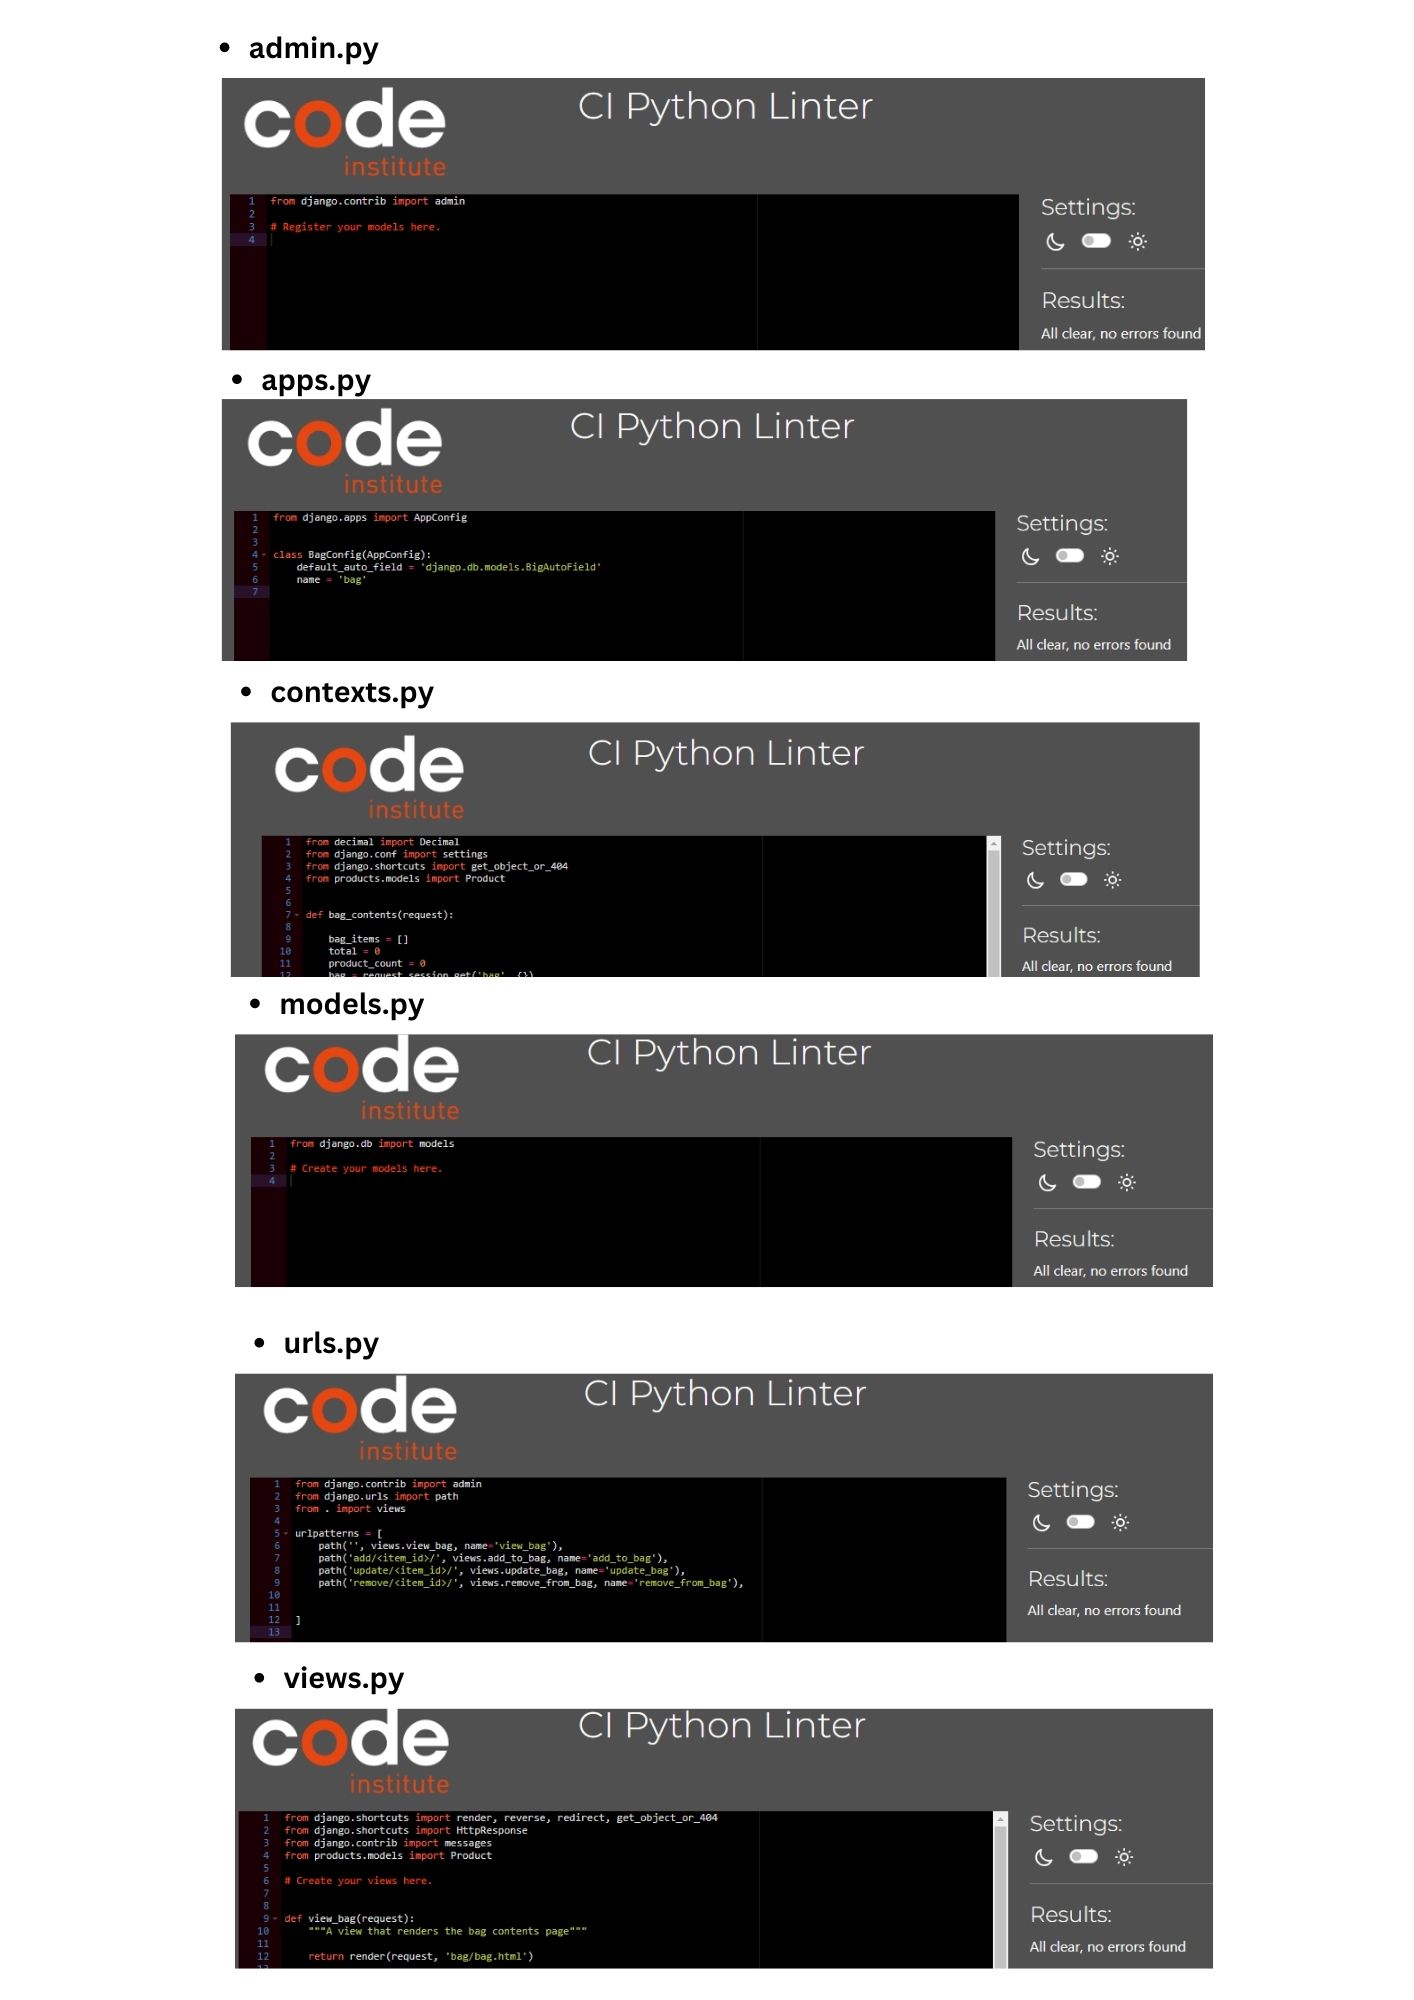 • admin.py
code
institute
CI Python Linter
1 from django.contrib import admin
2
3 # Register your models here.
4
Settings:
Results:
All clear, no errors found
• apps.py
code
institute
CI Python Linter
1 from django.apps import AppConfig
2
3
4 class BagConfig(AppConfig):
5     default_auto_field = 'django.db.models.BigAutoField'
6     name = 'bag'
7
Settings:
Results:
All clear, no errors found
• contexts.py
code
institute
CI Python Linter
1 from decimal import Decimal
2 from django.conf import settings
3 from django.shortcuts import get_object_or_404
4 from products.models import Product
5
6
7 def bag_contents(request):
8
9     bag_items = []
10     total = 0
11     product_count = 0
12     bag = request.session.get('bag', {})
Settings:
Results:
All clear, no errors found
• models.py
code
institute
CI Python Linter
1 from django.db import models
2
3 # Create your models here.
4
Settings:
Results:
All clear, no errors found
• urls.py
code
institute
CI Python Linter
1 from django.contrib import admin
2 from django.urls import path
3 from . import views
4
5 urlpatterns = [
6     path('', views.view_bag, name='view_bag'),
7     path('add/<item_id>/', views.add_to_bag, name='add_to_bag'),
8     path('update/<item_id>/', views.update_bag, name='update_bag'),
9     path('remove/<item_id>/', views.remove_from_bag, name='remove_from_bag'),
10
11
12 ]
13
Settings:
Results:
All clear, no errors found
• views.py
code
institute
CI Python Linter
1 from django.shortcuts import render, reverse, redirect, get_object_or_404
2 from django.shortcuts import HttpResponse
3 from django.contrib import messages
4 from products.models import Product
5
6 # Create your views here.
7
8
9 def view_bag(request):
10     """A view that renders the bag contents page"""
11
12     return render(request, 'bag/bag.html')
13
Settings:
Results:
All clear, no errors found